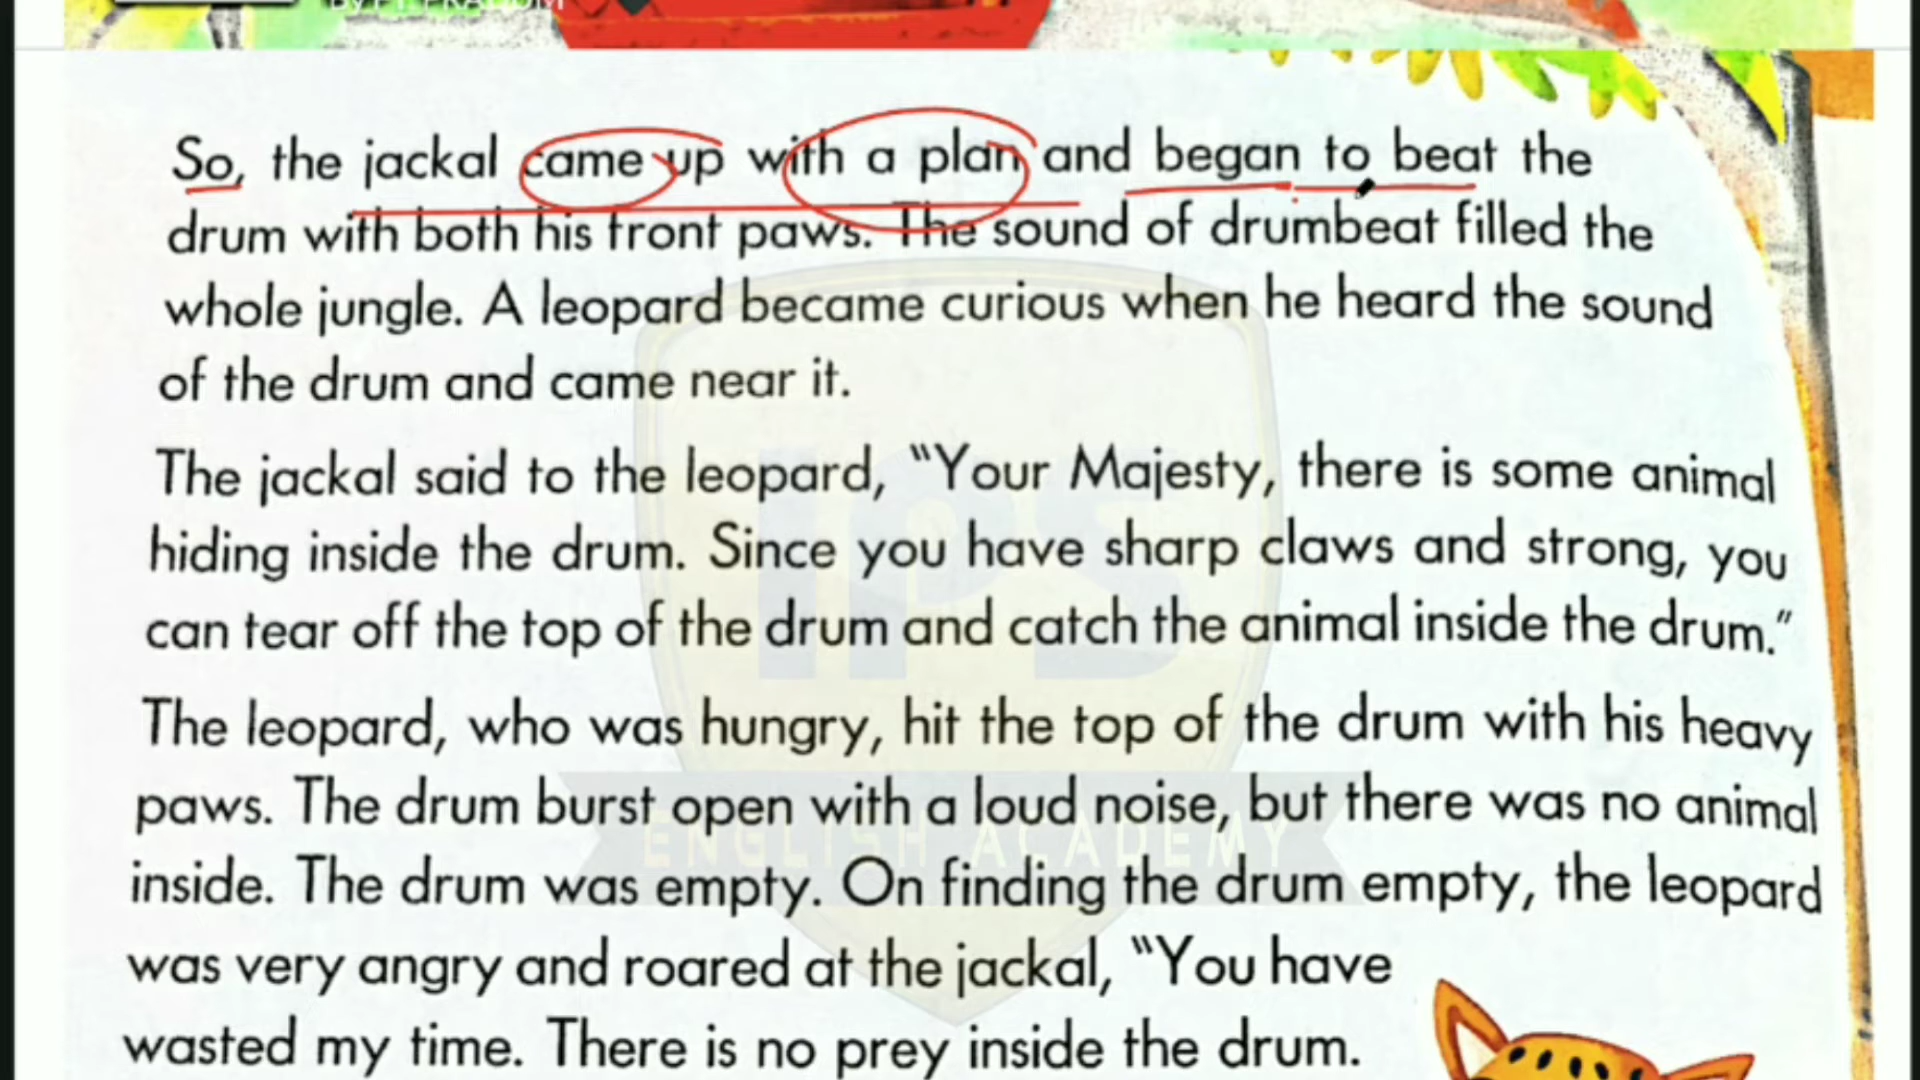 By PT. PRADUM
So, the jackal came up with a plan and began to beat the
drum with both his front paws. The sound of drumbeat filled the
whole jungle. A leopard became curious when he heard the sound
of the drum and came near it.
The jackal said to the leopard, "Your Majesty, there is some animal
hiding inside the drum. Since you have sharp claws and strong, you
can tear off the top of the drum and catch the animal inside the drum."
The leopard, who was hungry, hit the top of the drum with his heavy
paws. The drum burst open with a loud noise, but there was no animal
inside. The drum was empty. On finding the drum empty, the leopard
was very angry and roared at the jackal, "You have
wasted my time. There is no prey inside the drum.
IPS
ENGLISH ACADEMY